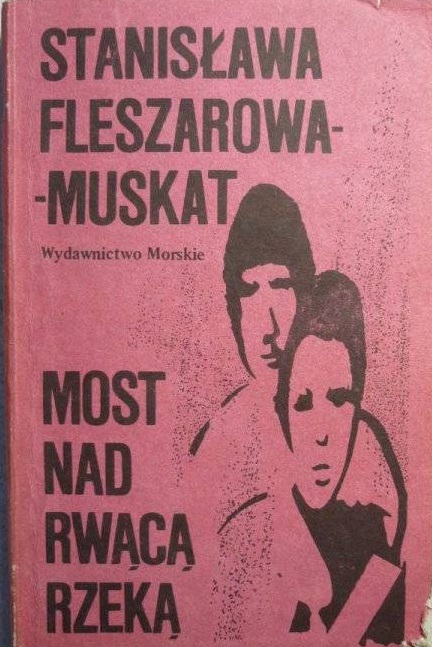 STANISŁAWA
FLESZAROWA-
-MUSKAT
Wydawnictwo Morskie
MOST
NAD
RWĄCĄ
RZEKĄ